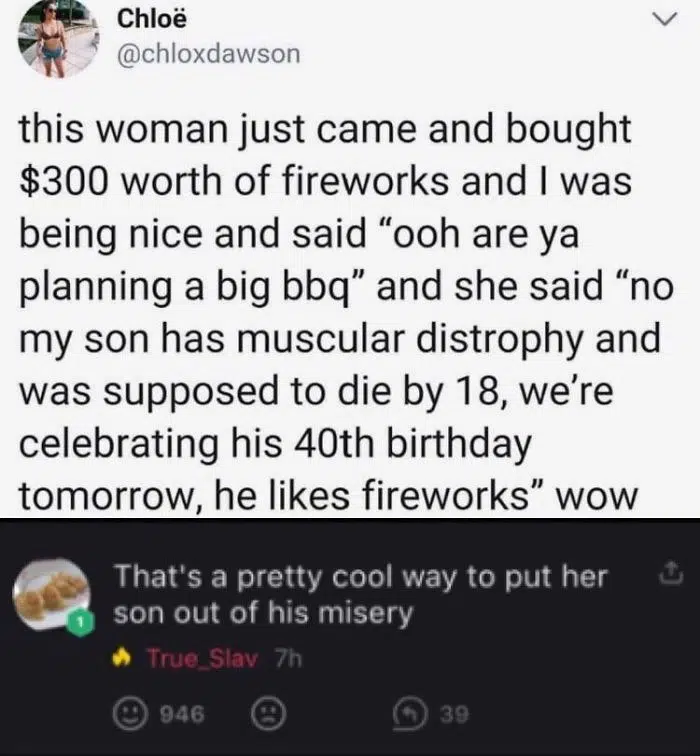 Chloë
@chloxdawson
this woman just came and bought
$300 worth of fireworks and I was
being nice and said “ooh are ya
planning a big bbq” and she said “no
my son has muscular distrophy and
was supposed to die by 18, we’re
celebrating his 40th birthday
tomorrow, he likes fireworks” wow
That's a pretty cool way to put her
son out of his misery
1
True_Slav 7h
946 39